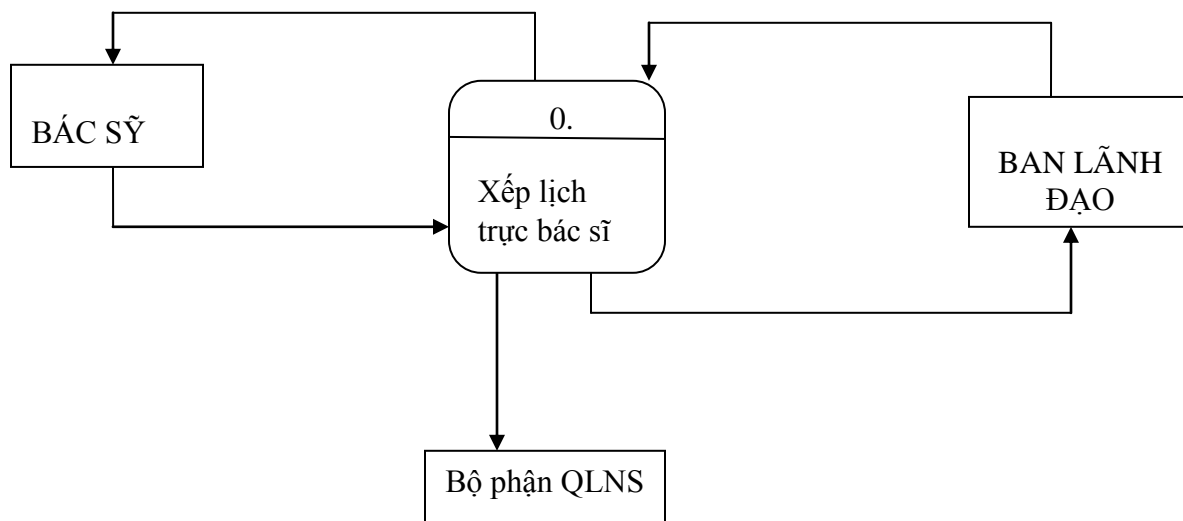 BÁC SỸ
0.
Xếp lịch
trực bác sĩ
BAN LÃNH
ĐẠO
Bộ phận QLNS